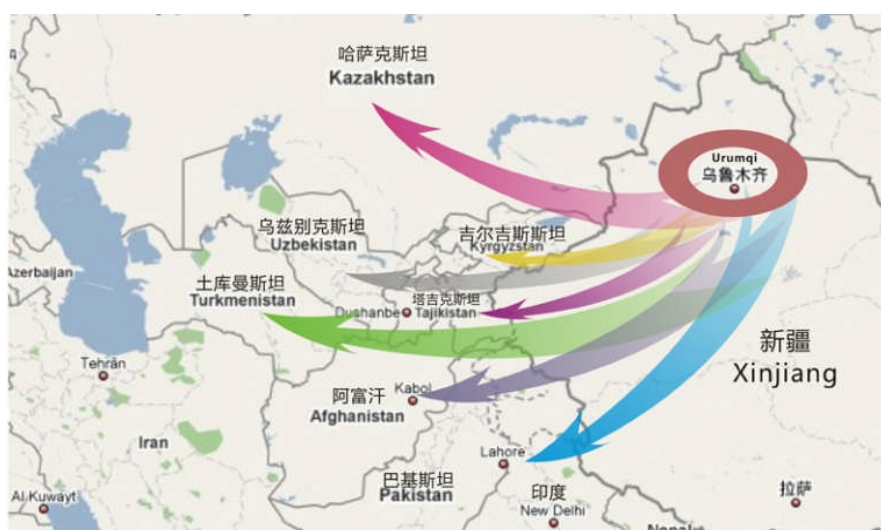 哈萨克斯坦
Kazakhstan
Urumqi
乌鲁木齐
乌兹别克斯坦
Uzbekistan
吉尔吉斯斯坦
Kyrgyzstan
Azerbaijan
土库曼斯坦
Turkmenistan
塔吉克斯坦
Dushanbe
Tajikistan
新疆
Xinjiang
Tehrān
阿富汗
Kabol
Afghanistan
Iran
Lahore
巴基斯坦
Pakistan
印度
New Delhi
拉萨
Al Kuwayt
Nepal